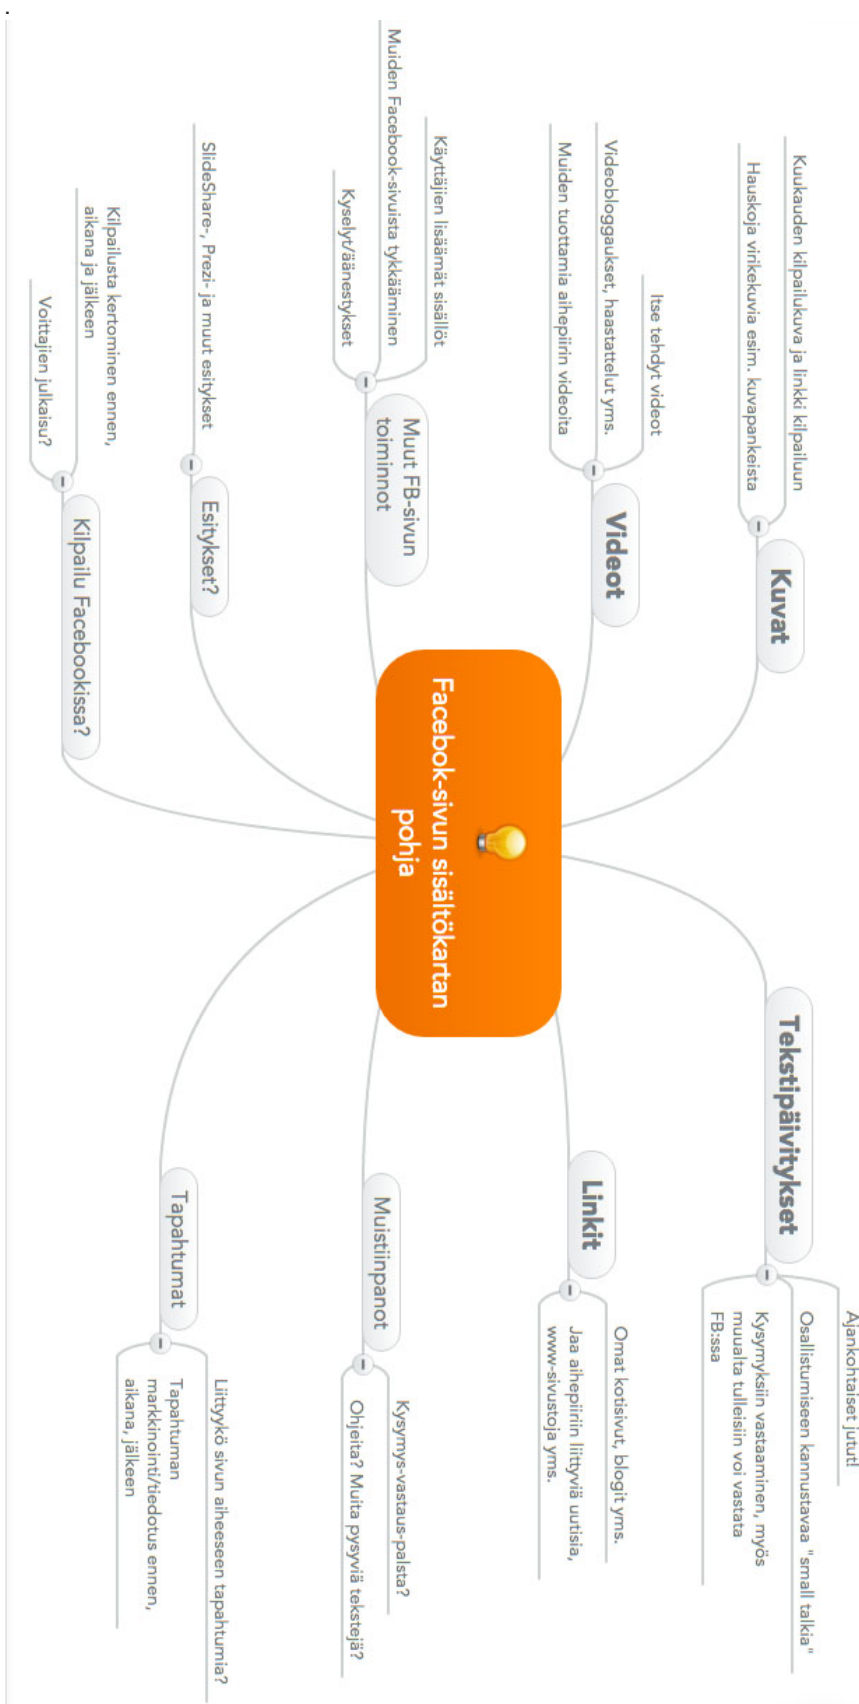 .
Facebok-sivun sisältökartan
pohja
Tekstipäivitykset
Ajankohtaiset jutut!
Osallistumiseen kannustavaa "small talkia"
Kysymyksiin vastaaminen, myös
muualta tulleisiin voi vastata
FB:ssa
Linkit
Omat kotisivut, blogit yms.
Jaa aihepiiriin liittyviä uutisia,
www-sivustoja yms.
Muistiinpanot
Kysymys-vastaus-palsta?
Ohjeita? Muita pysyviä tekstejä?
Tapahtumat
Liittyykö sivun aiheeseen tapahtumia?
Tapahtuman
markkinointi/tiedotus ennen,
aikana, jälkeen
Kuvat
Kuukauden kilpailukuva ja linkki kilpailuun
Hauskoja virikekuvia esim. kuvapankeista
Videot
Itse tehdyt videot
Videobloggaukset, haastattelut yms.
Muiden tuottamia aihepiirin videoita
Muut FB-sivun
toiminnot
Käyttäjien lisäämät sisällöt
Muiden Facebook-sivuista tykkääminen
Kyselyt/äänestykset
Esitykset?
SlideShare-, Prezi- ja muut esitykset
Kilpailu Facebookissa?
Kilpailusta kertominen ennen,
aikana ja jälkeen
Voittajien julkaisu?